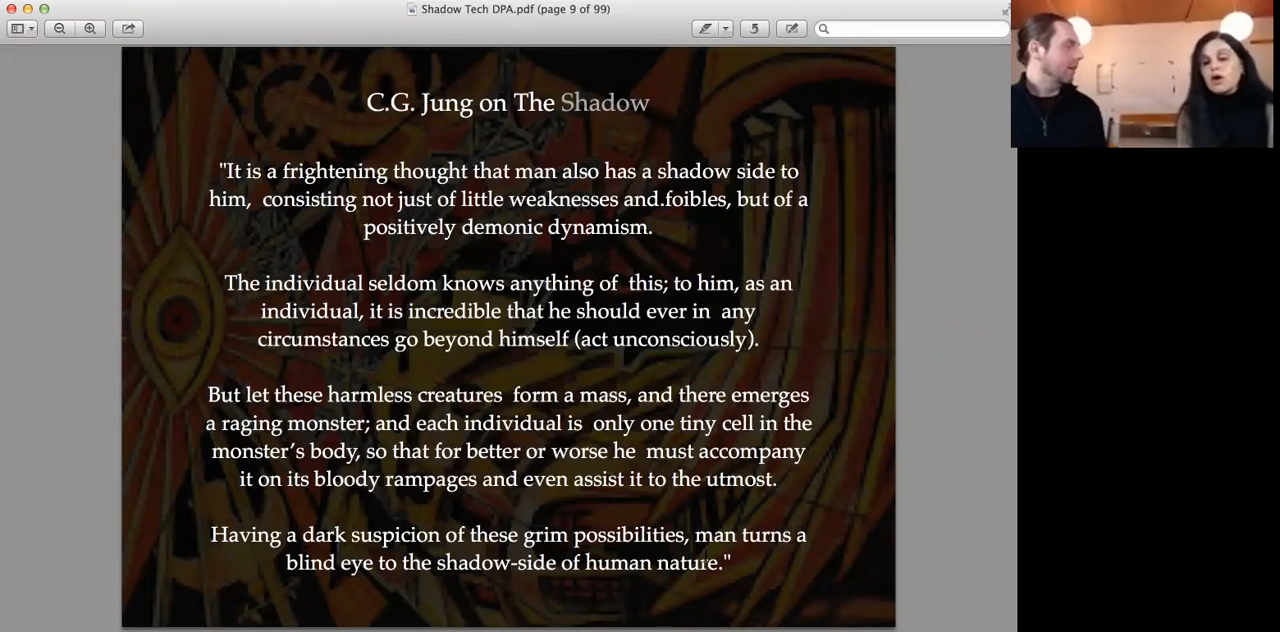 Shadow Tech DPA.pdf (page 9 of 99)
C.G. Jung on The Shadow
"It is a frightening thought that man also has a shadow side to
him, consisting not just of little weaknesses and.foibles, but of a
positively demonic dynamism.
The individual seldom knows anything of this; to him, as an
individual, it is incredible that he should ever in any
circumstances go beyond himself (act unconsciously).
But let these harmless creatures form a mass, and there emerges
a raging monster; and each individual is only one tiny cell in the
monster’s body, so that for better or worse he must accompany
it on its bloody rampages and even assist it to the utmost.
Having a dark suspicion of these grim possibilities, man turns a
blind eye to the shadow-side of human nature."